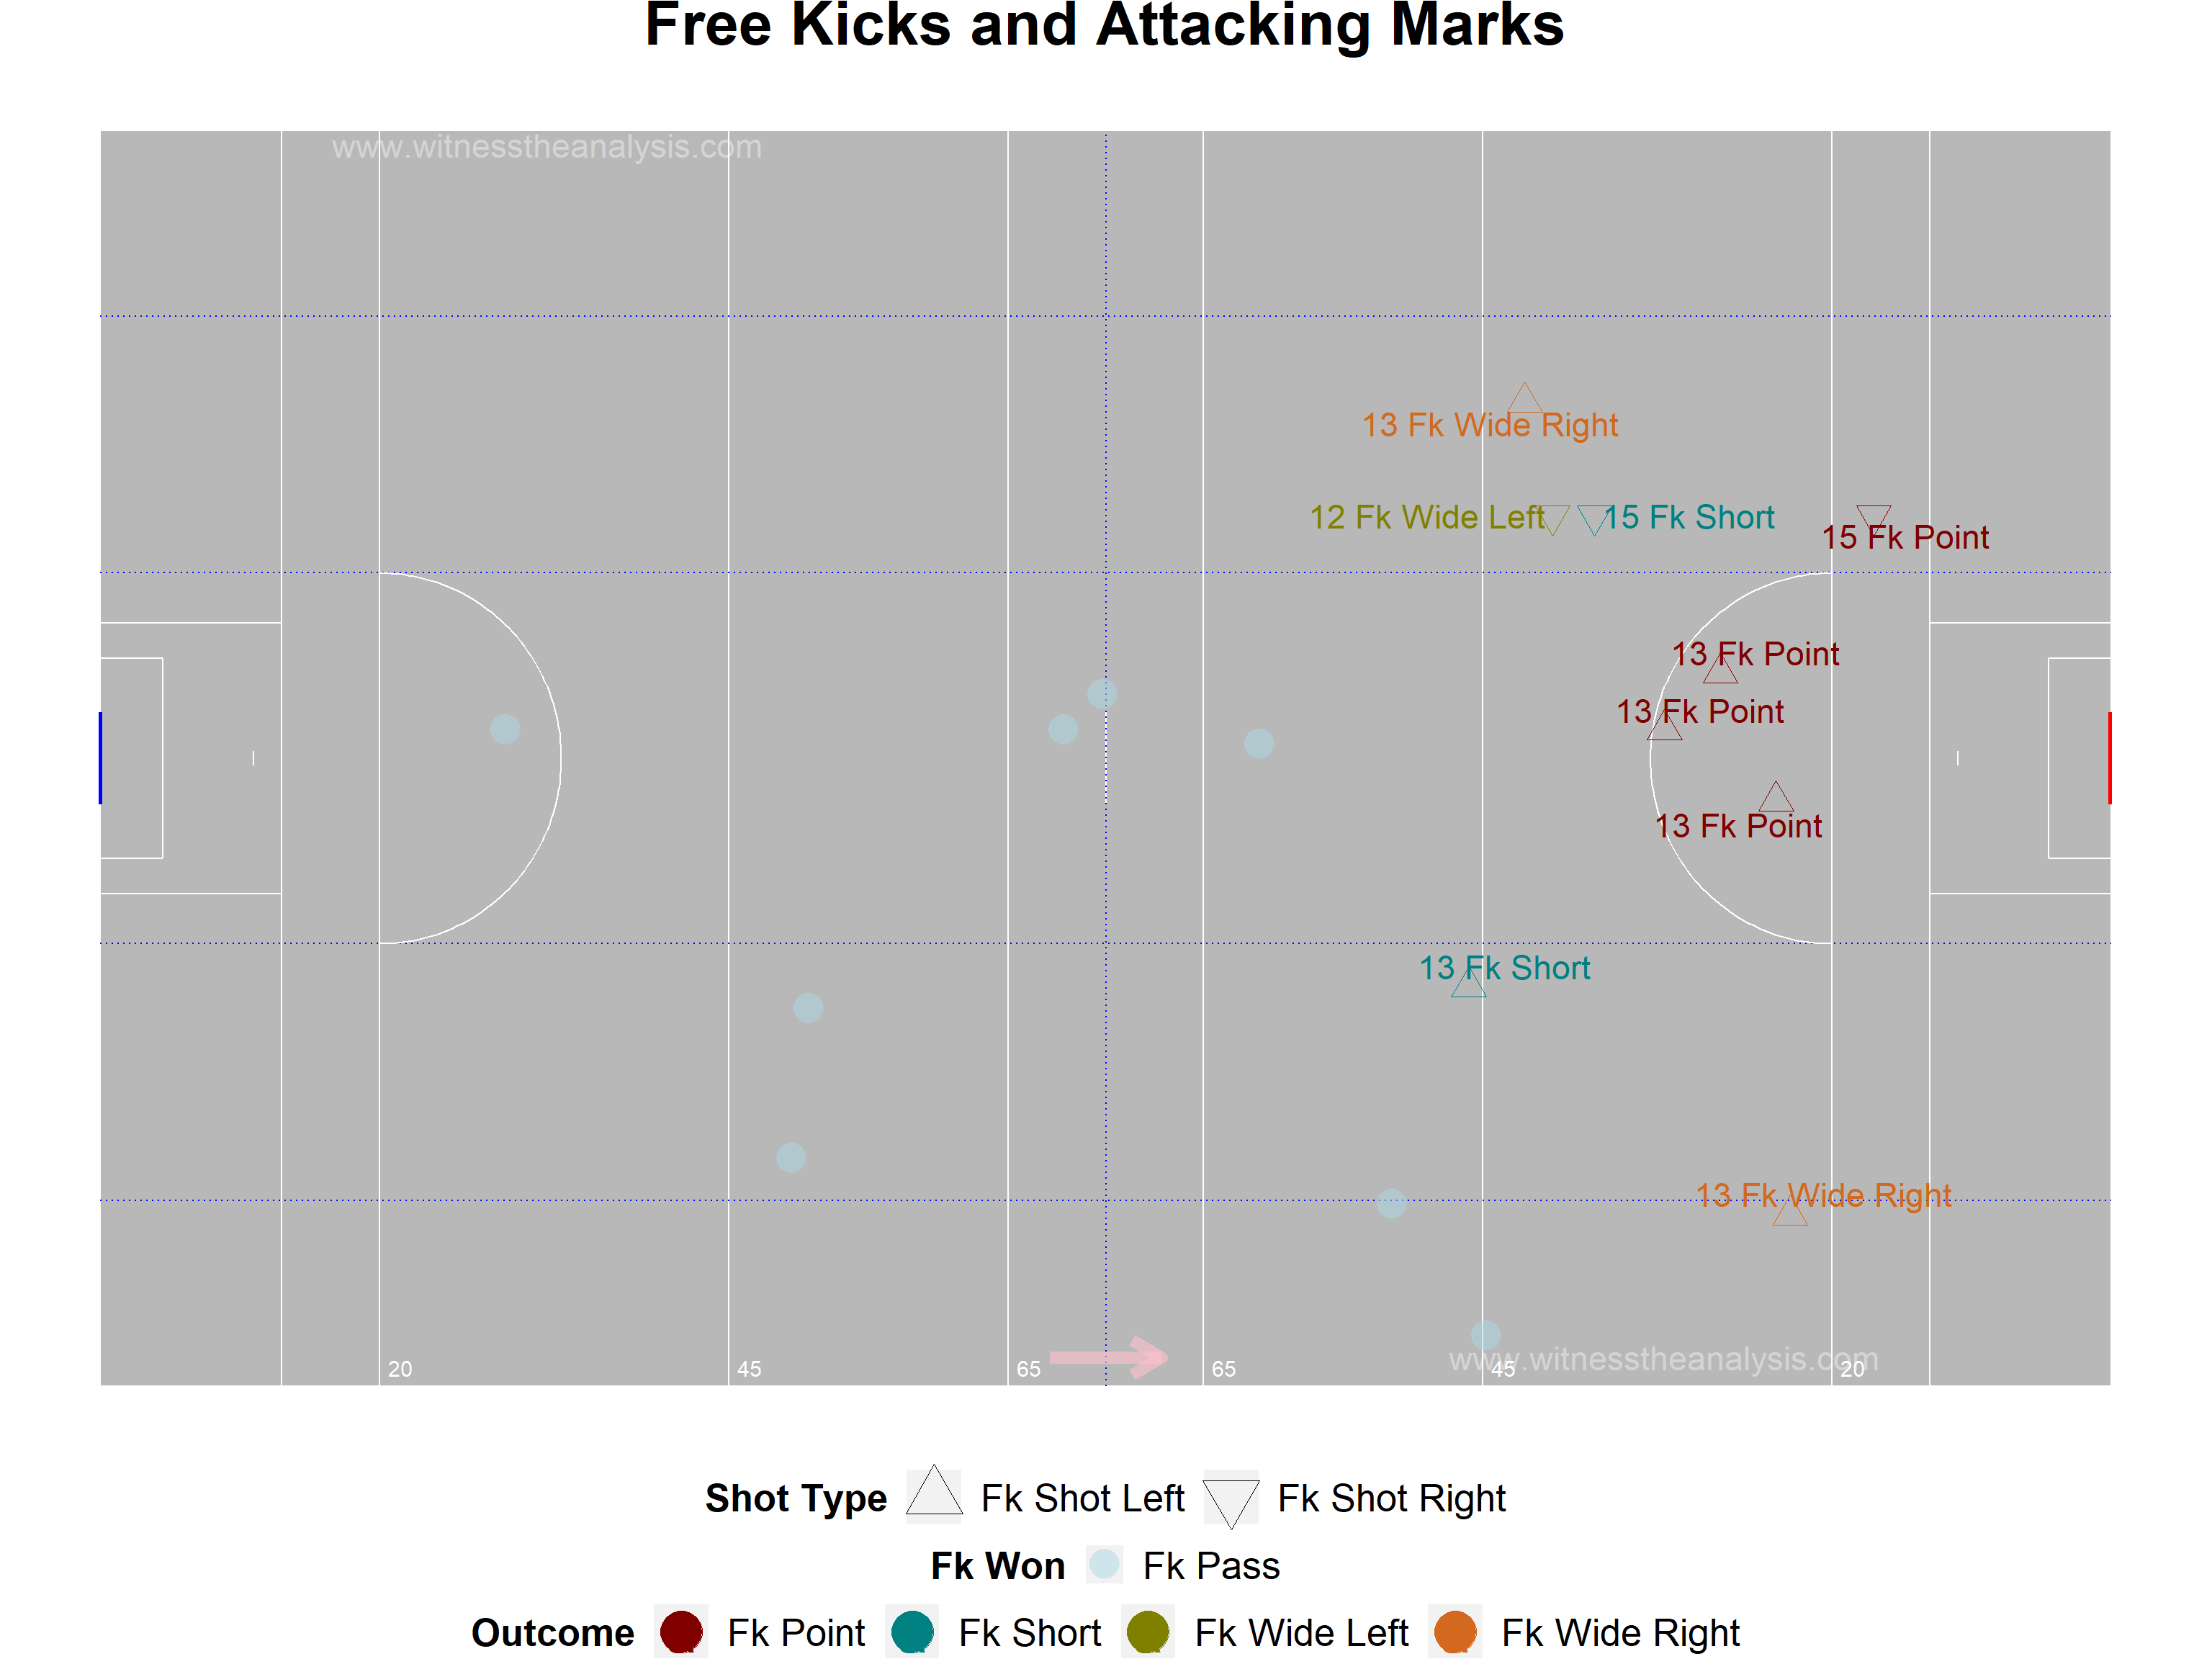 Free Kicks and Attacking Marks
www.witnesstheanalysis.com
13 Fk Wide Right
12 Fk Wide Left 15 Fk Short
15 Fk Point
13 Fk Point
13 Fk Point
13 Fk Point
13 Fk Short
13 Fk Wide Right
www.witnesstheanalysis.com
20 45 65 65 45 20
Shot Type Fk Shot Left Fk Shot Right
Fk Won Fk Pass
Outcome Fk Point Fk Short Fk Wide Left Fk Wide Right